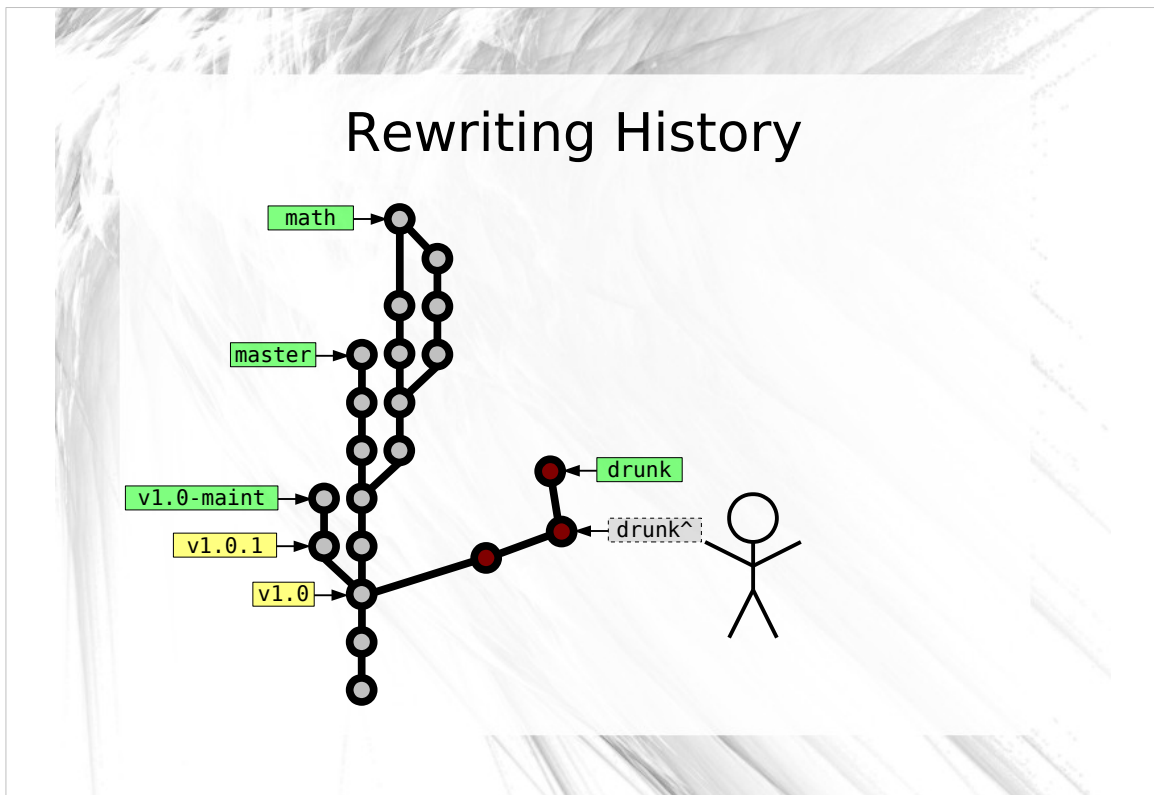 Rewriting History
math
master
drunk
v1.0-maint
drunk^
v1.0.1
v1.0